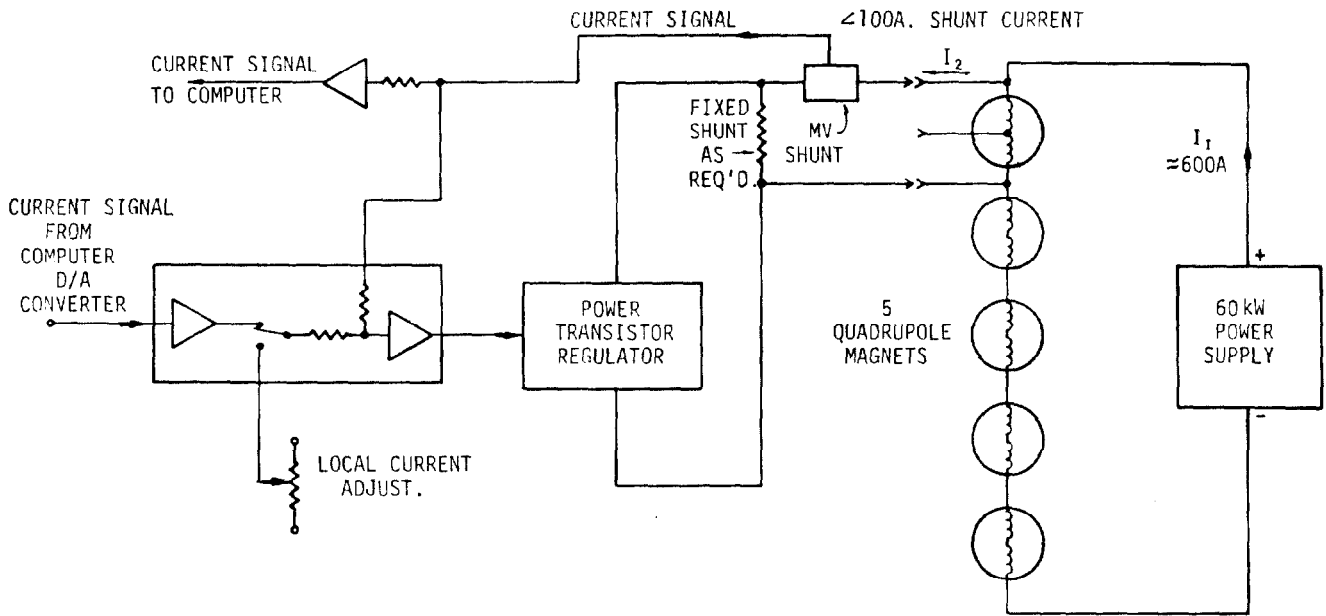 CURRENT SIGNAL
<100A. SHUNT CURRENT
CURRENT SIGNAL
TO COMPUTER
I2
FIXED
SHUNT
AS
REQ'D.
MV
SHUNT
I1
≈600A
CURRENT SIGNAL
FROM
COMPUTER
D/A
CONVERTER
POWER
TRANSISTOR
REGULATOR
5
QUADRUPOLE
MAGNETS
+
60 kW
POWER
SUPPLY
-
LOCAL CURRENT
ADJUST.